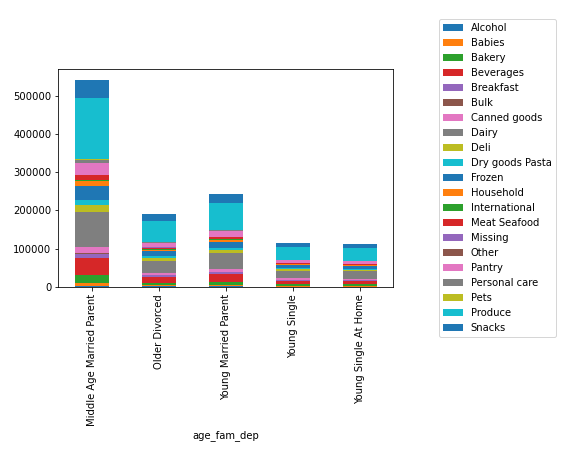 500000
400000
300000
200000
100000
0
Middle Age Married Parent
Older Divorced
Young Married Parent
Young Single
Young Single At Home
age_fam_dep
Alcohol
Babies
Bakery
Beverages
Breakfast
Bulk
Canned goods
Dairy
Deli
Dry goods Pasta
Frozen
Household
International
Meat Seafood
Missing
Other
Pantry
Personal care
Pets
Produce
Snacks